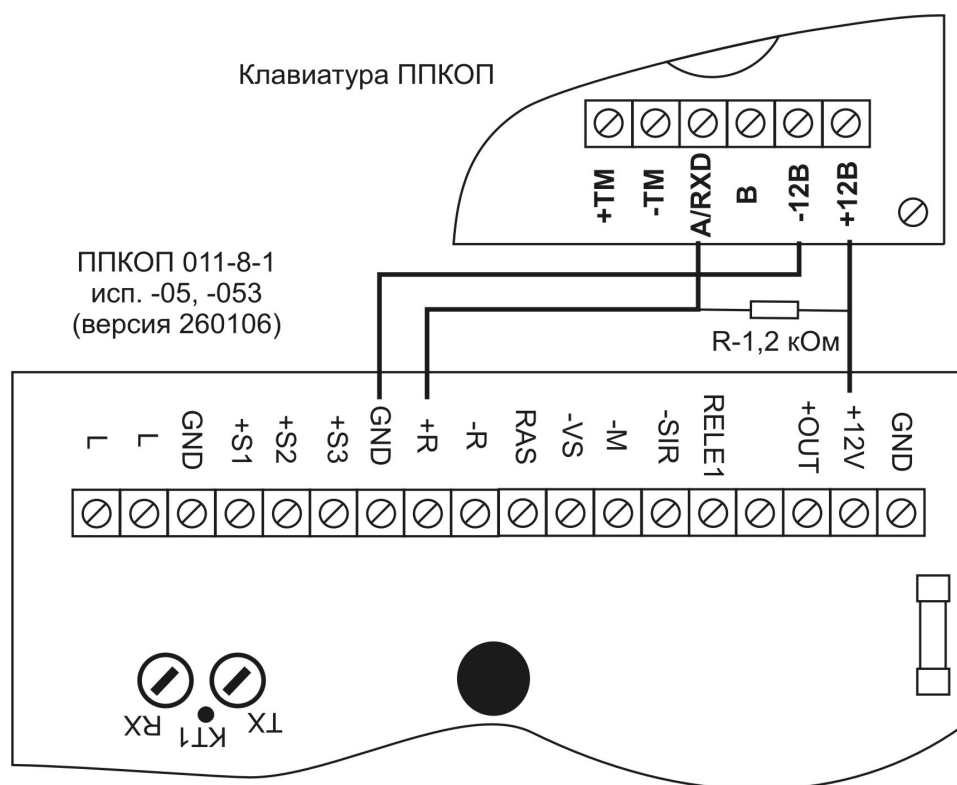 Клавиатура ППКОП
+ТМ
-ТМ
A/RXD
B
-12В
+12В
ППКОП 011-8-1
исп. -05, -053
(версия 260106)
R-1,2 кОм
L
L
GND
+S1
+S2
+S3
GND
+R
-R
RAS
-VS
-M
-SIR
RELE1
+OUT
+12V
GND
RX
KT1
TX